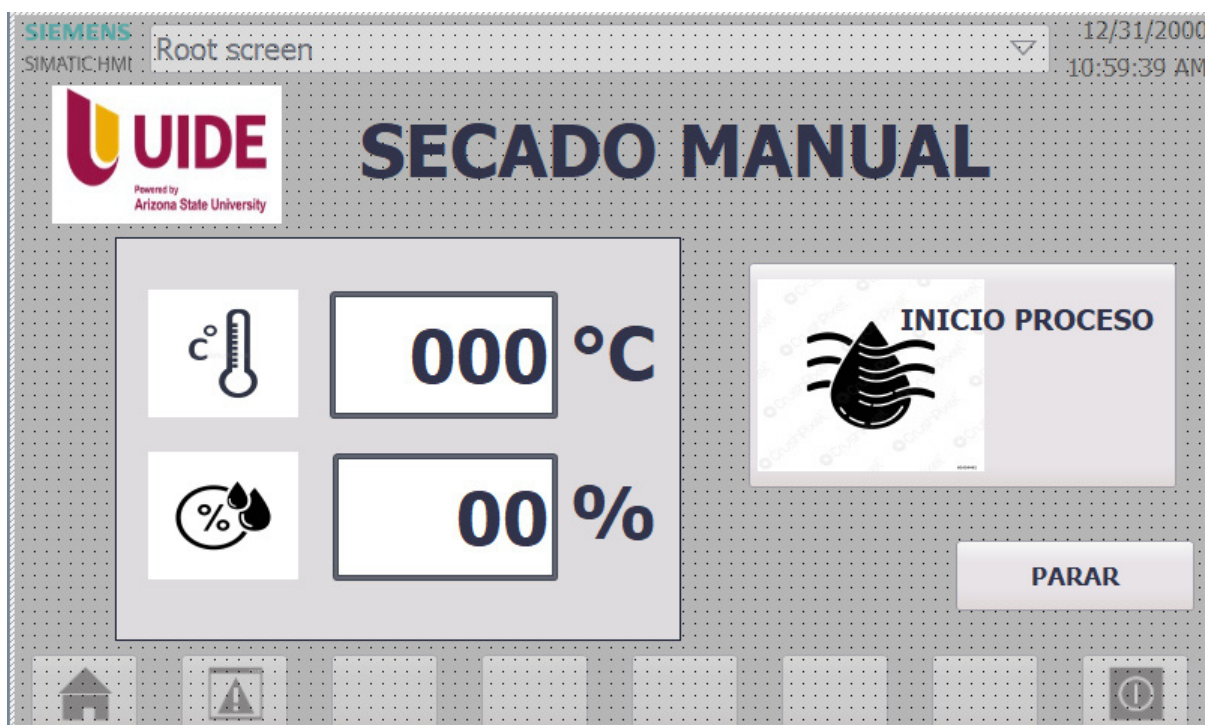 SIEMENS
SIMATIC HMI
Root screen
12/31/2000
10:59:39 AM
UIDE
Powered by
Arizona State University
SECADO MANUAL
C°
000 °C
INICIO PROCESO
%
00 %
PARAR